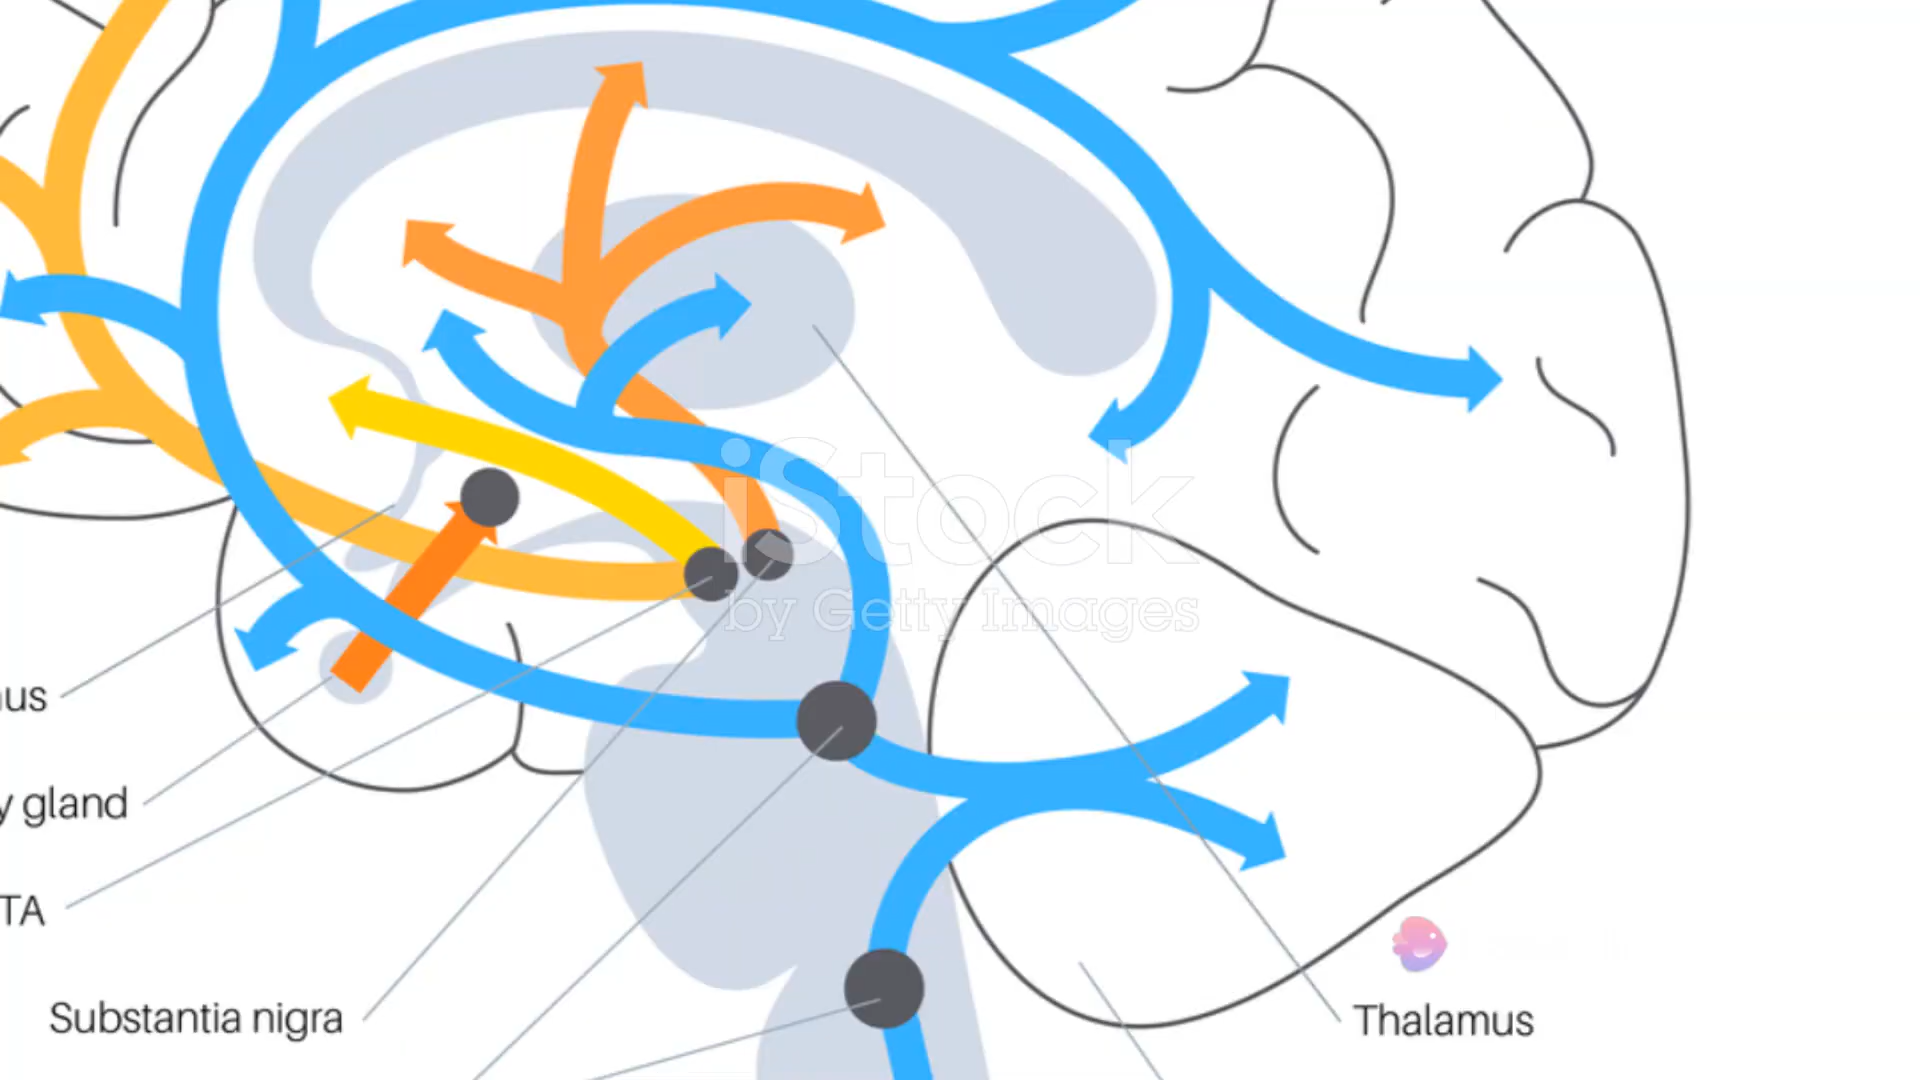 us
y gland
TA
Substantia nigra
Thalamus
iStock
by Getty Images